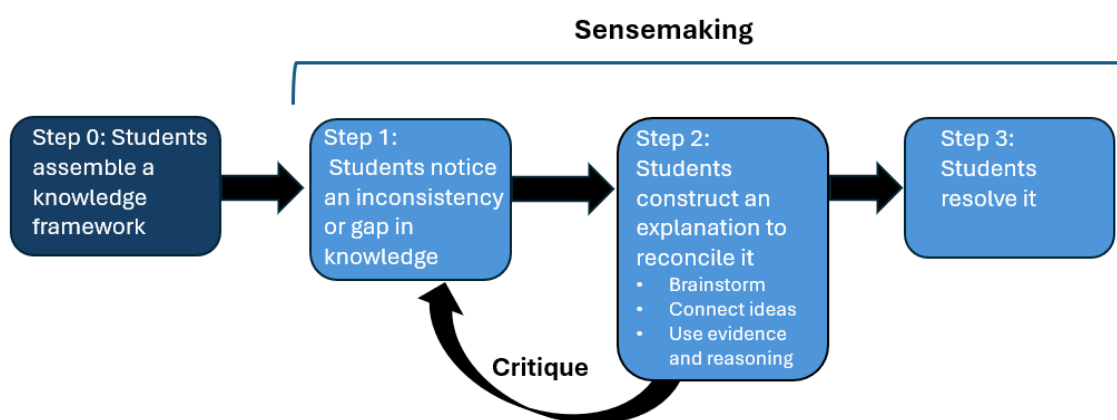 Sensemaking
Step 0: Students
assemble a
knowledge
framework
Step 1:
Students notice
an inconsistency
or gap in
knowledge
Step 2:
Students
construct an
explanation to
reconcile it
• Brainstorm
• Connect ideas
• Use evidence
and reasoning
Step 3:
Students
resolve it
Critique